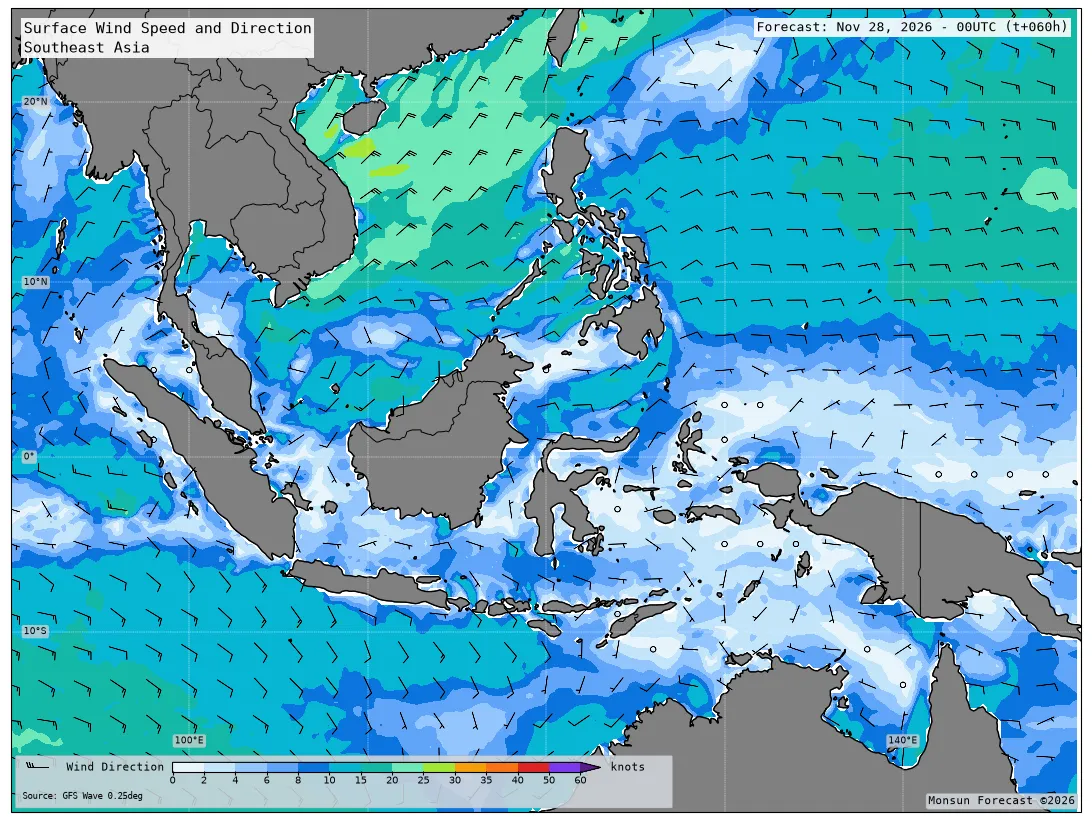 Surface Wind Speed and Direction
Southeast Asia
Forecast: Nov 28, 2026 - 00UTC (t+060h)
20°N
10°N
0°
10°S
100°E
140°E
Wind Direction
knots
0 2 4 6 8 10 15 20 25 30 35 40 50 60
Source: GFS Wave 0.25deg
Monsun Forecast ©2026